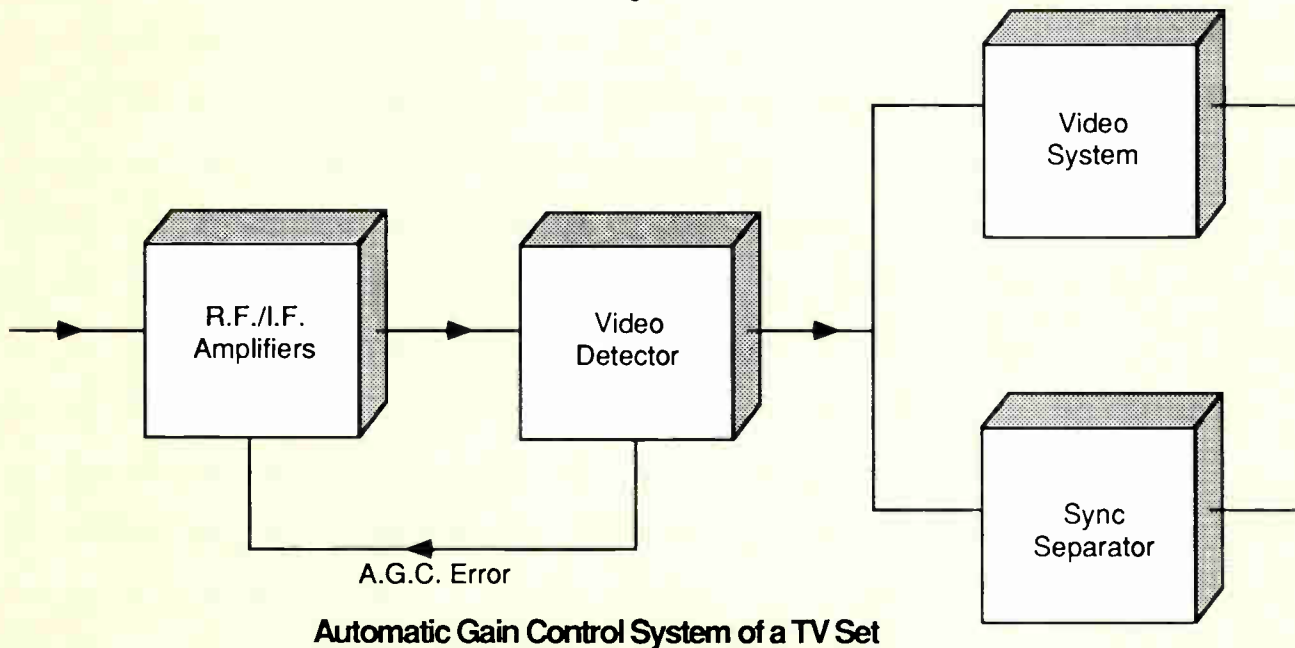 Video
System
R.F./I.F.
Amplifiers
Video
Detector
Sync
Separator
A.G.C. Error
Automatic Gain Control System of a TV Set